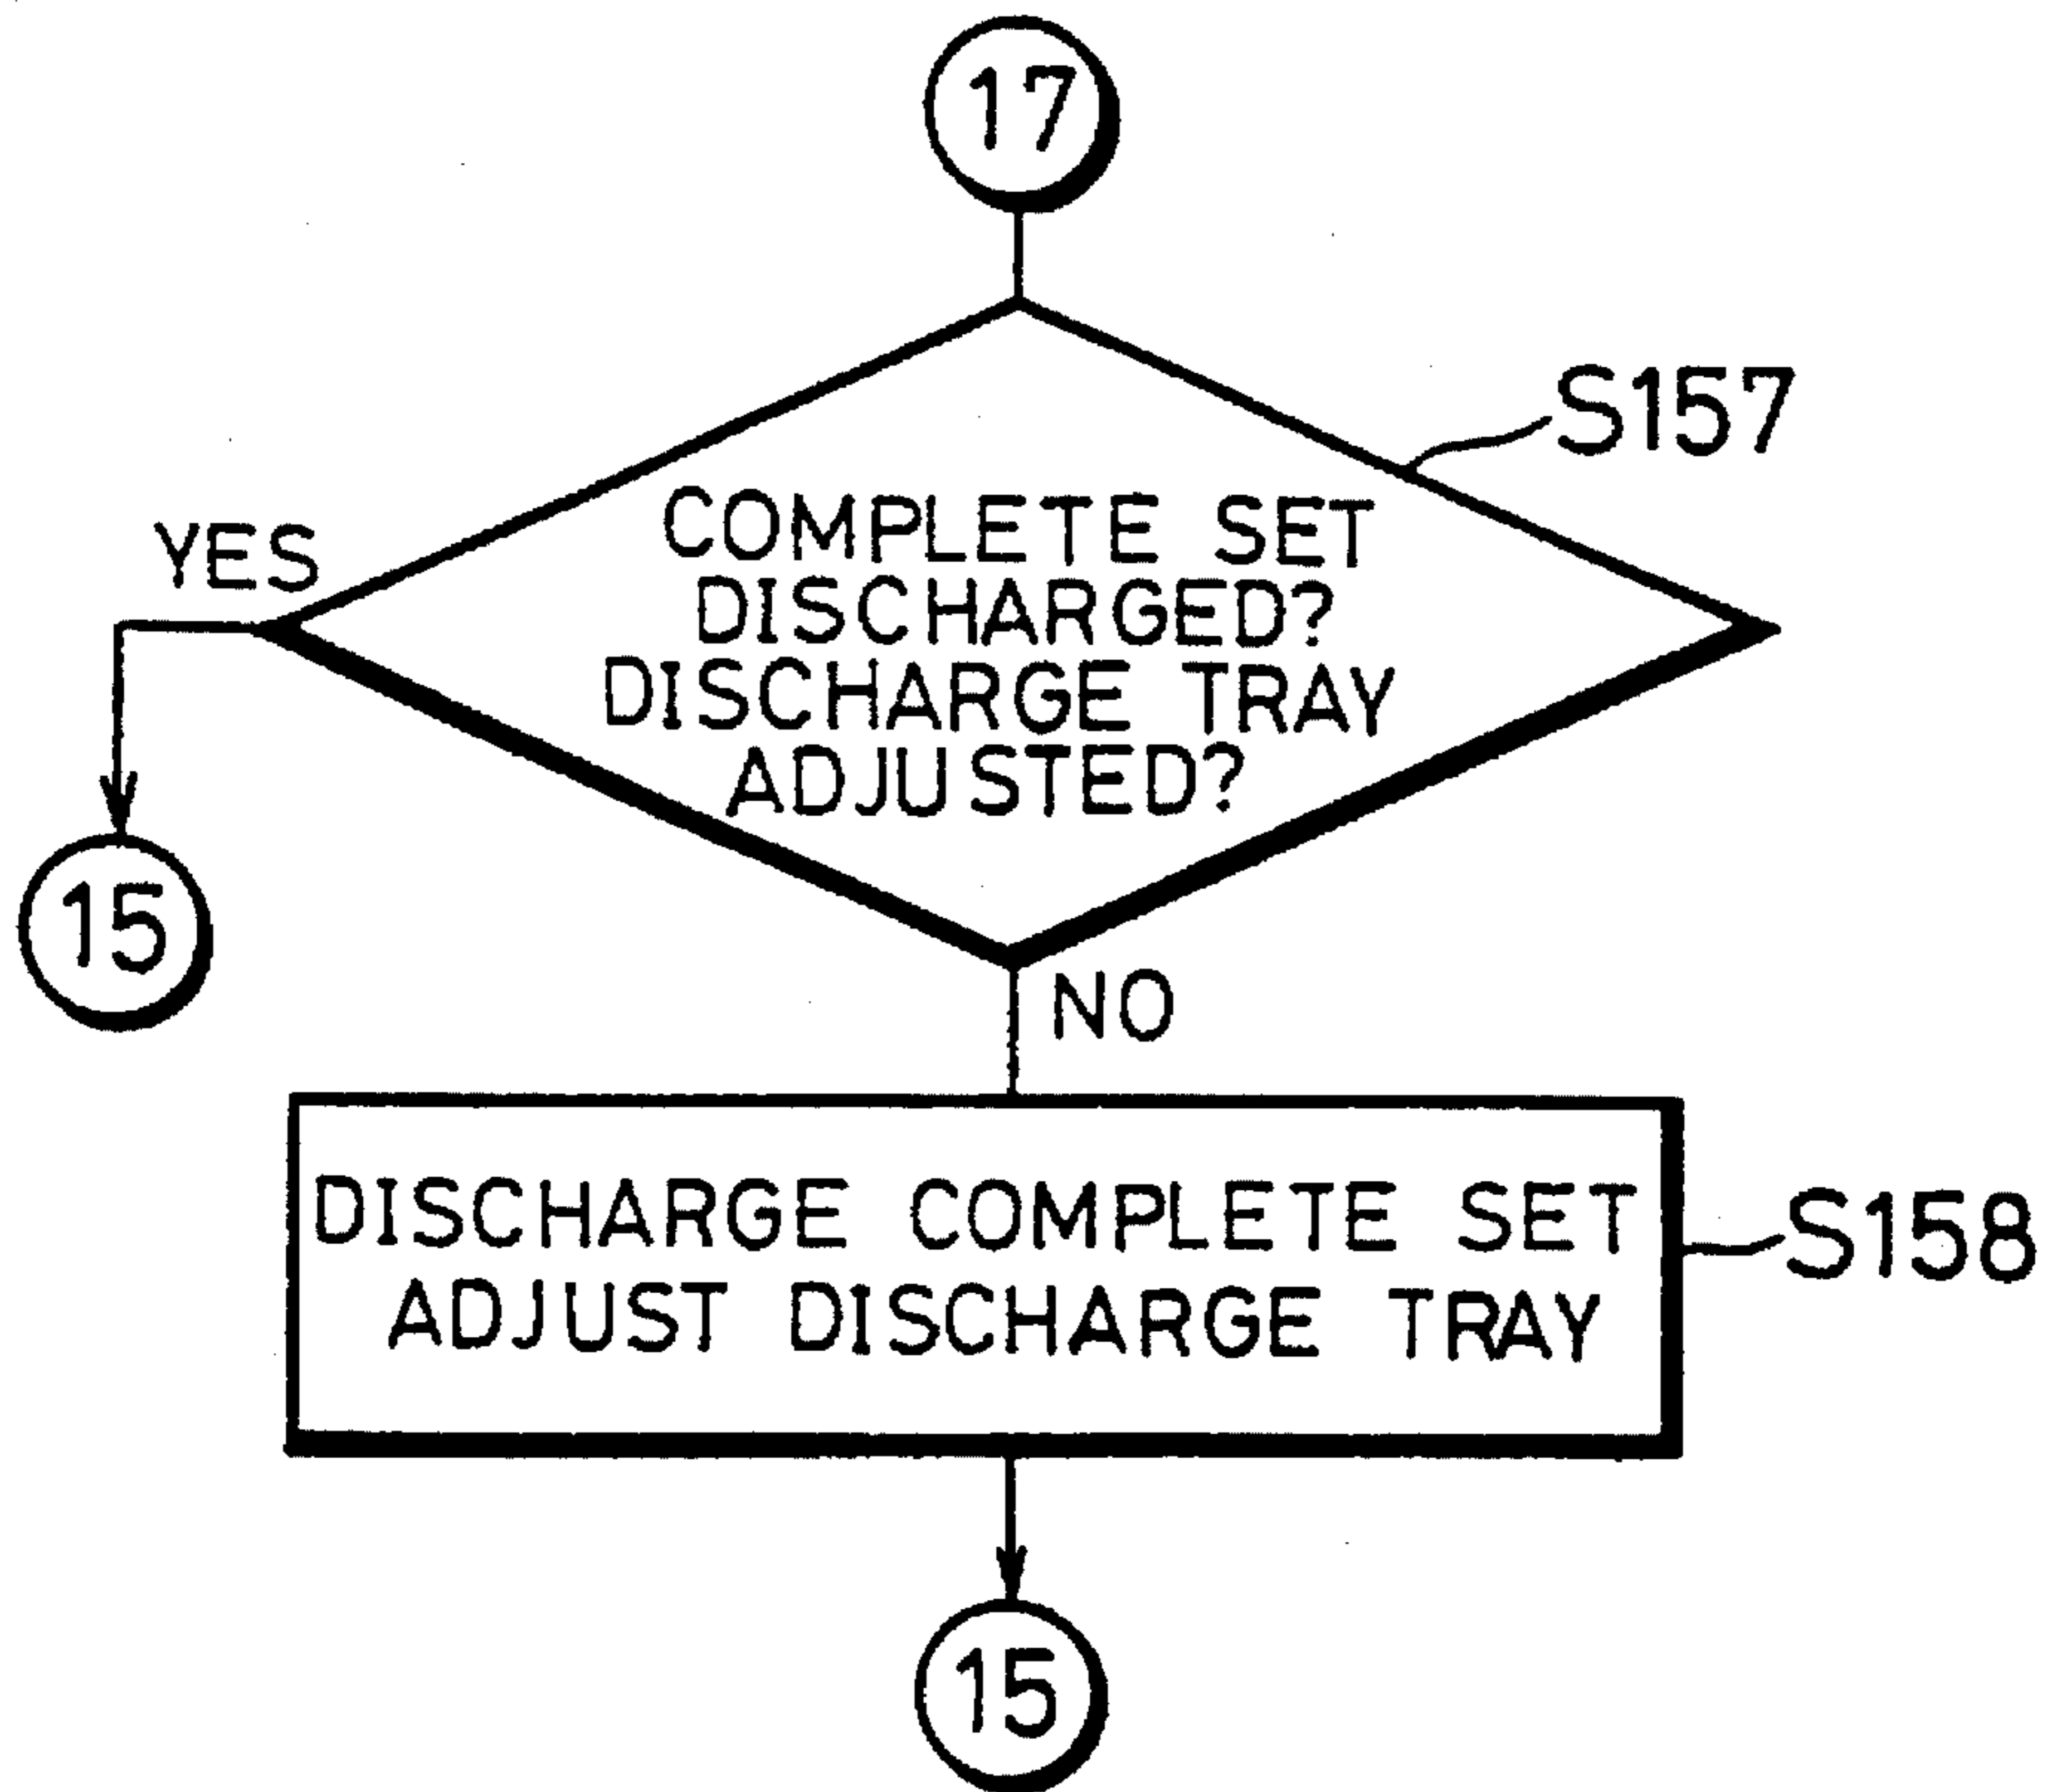 17
S157
YES
COMPLETE SET
DISCHARGED?
DISCHARGE TRAY
ADJUSTED?
15
NO
DISCHARGE COMPLETE SET
ADJUST DISCHARGE TRAY
S158
15